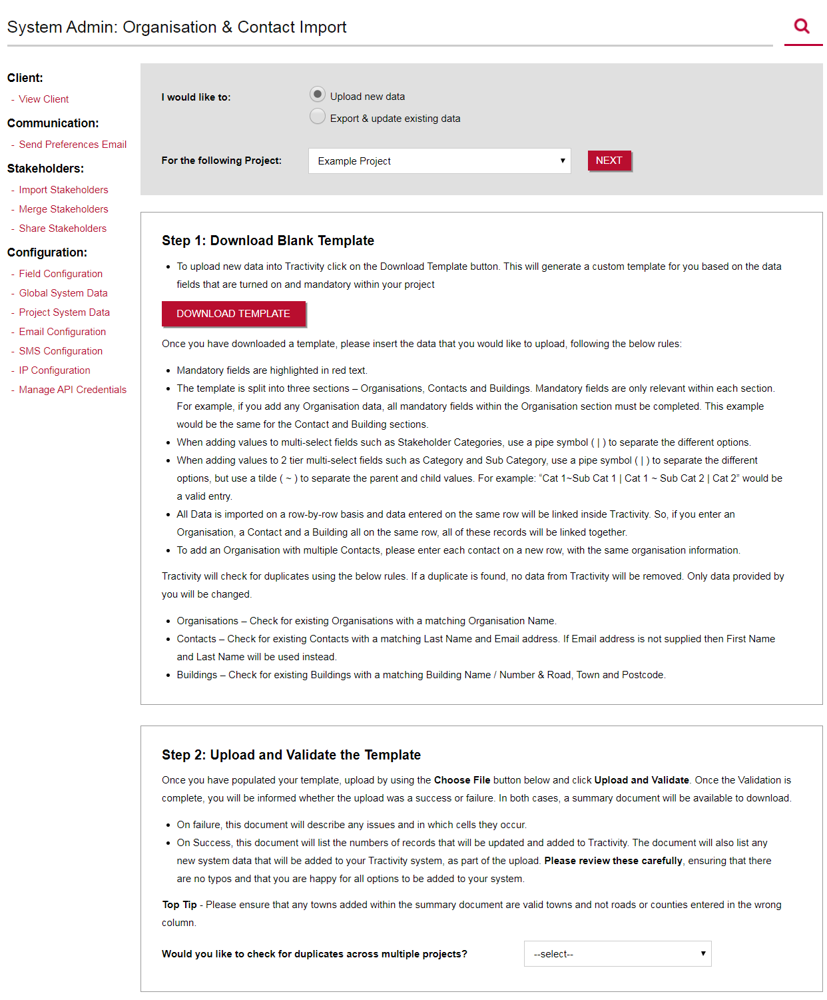 System Admin: Organisation & Contact Import
Client:
- View Client
Communication:
- Send Preferences Email
Stakeholders:
- Import Stakeholders
- Merge Stakeholders
- Share Stakeholders
Configuration:
- Field Configuration
- Global System Data
- Project System Data
- Email Configuration
- SMS Configuration
- IP Configuration
- Manage API Credentials
I would like to:
Upload new data
Export & update existing data
For the following Project:
Example Project
NEXT
Step 1: Download Blank Template
• To upload new data into Tractivity click on the Download Template button. This will generate a custom template for you based on the data
fields that are turned on and mandatory within your project
DOWNLOAD TEMPLATE
Once you have downloaded a template, please insert the data that you would like to upload, following the below rules:
• Mandatory fields are highlighted in red text.
• The template is split into three sections – Organisations, Contacts and Buildings. Mandatory fields are only relevant within each section.
For example, if you add any Organisation data, all mandatory fields within the Organisation section must be completed. This example
would be the same for the Contact and Building sections.
• When adding values to multi-select fields such as Stakeholder Categories, use a pipe symbol ( | ) to separate the different options.
• When adding values to 2 tier multi-select fields such as Category and Sub Category, use a pipe symbol ( | ) to separate the different
options, but use a tilde ( ~ ) to separate the parent and child values. For example: “Cat 1~Sub Cat 1 | Cat 1 ~ Sub Cat 2 | Cat 2” would be
a valid entry.
• All Data is imported on a row-by-row basis and data entered on the same row will be linked inside Tractivity. So, if you enter an
Organisation, a Contact and a Building all on the same row, all of these records will be linked together.
• To add an Organisation with multiple Contacts, please enter each contact on a new row, with the same organisation information.
Tractivity will check for duplicates using the below rules. If a duplicate is found, no data from Tractivity will be removed. Only data provided by
you will be changed.
• Organisations – Check for existing Organisations with a matching Organisation Name.
• Contacts – Check for existing Contacts with a matching Last Name and Email address. If Email address is not supplied then First Name
and Last Name will be used instead.
• Buildings – Check for existing Buildings with a matching Building Name / Number & Road, Town and Postcode.
Step 2: Upload and Validate the Template
Once you have populated your template, upload by using the Choose File button below and click Upload and Validate. Once the Validation is
complete, you will be informed whether the upload was a success or failure. In both cases, a summary document will be available to download.
• On failure, this document will describe any issues and in which cells they occur.
• On Success, this document will list the numbers of records that will be updated and added to Tractivity. The document will also list any
new system data that will be added to your Tractivity system, as part of the upload. Please review these carefully, ensuring that there
are no typos and that you are happy for all options to be added to your system.
Top Tip - Please ensure that any towns added within the summary document are valid towns and not roads or counties entered in the wrong
column.
Would you like to check for duplicates across multiple projects?
--select--